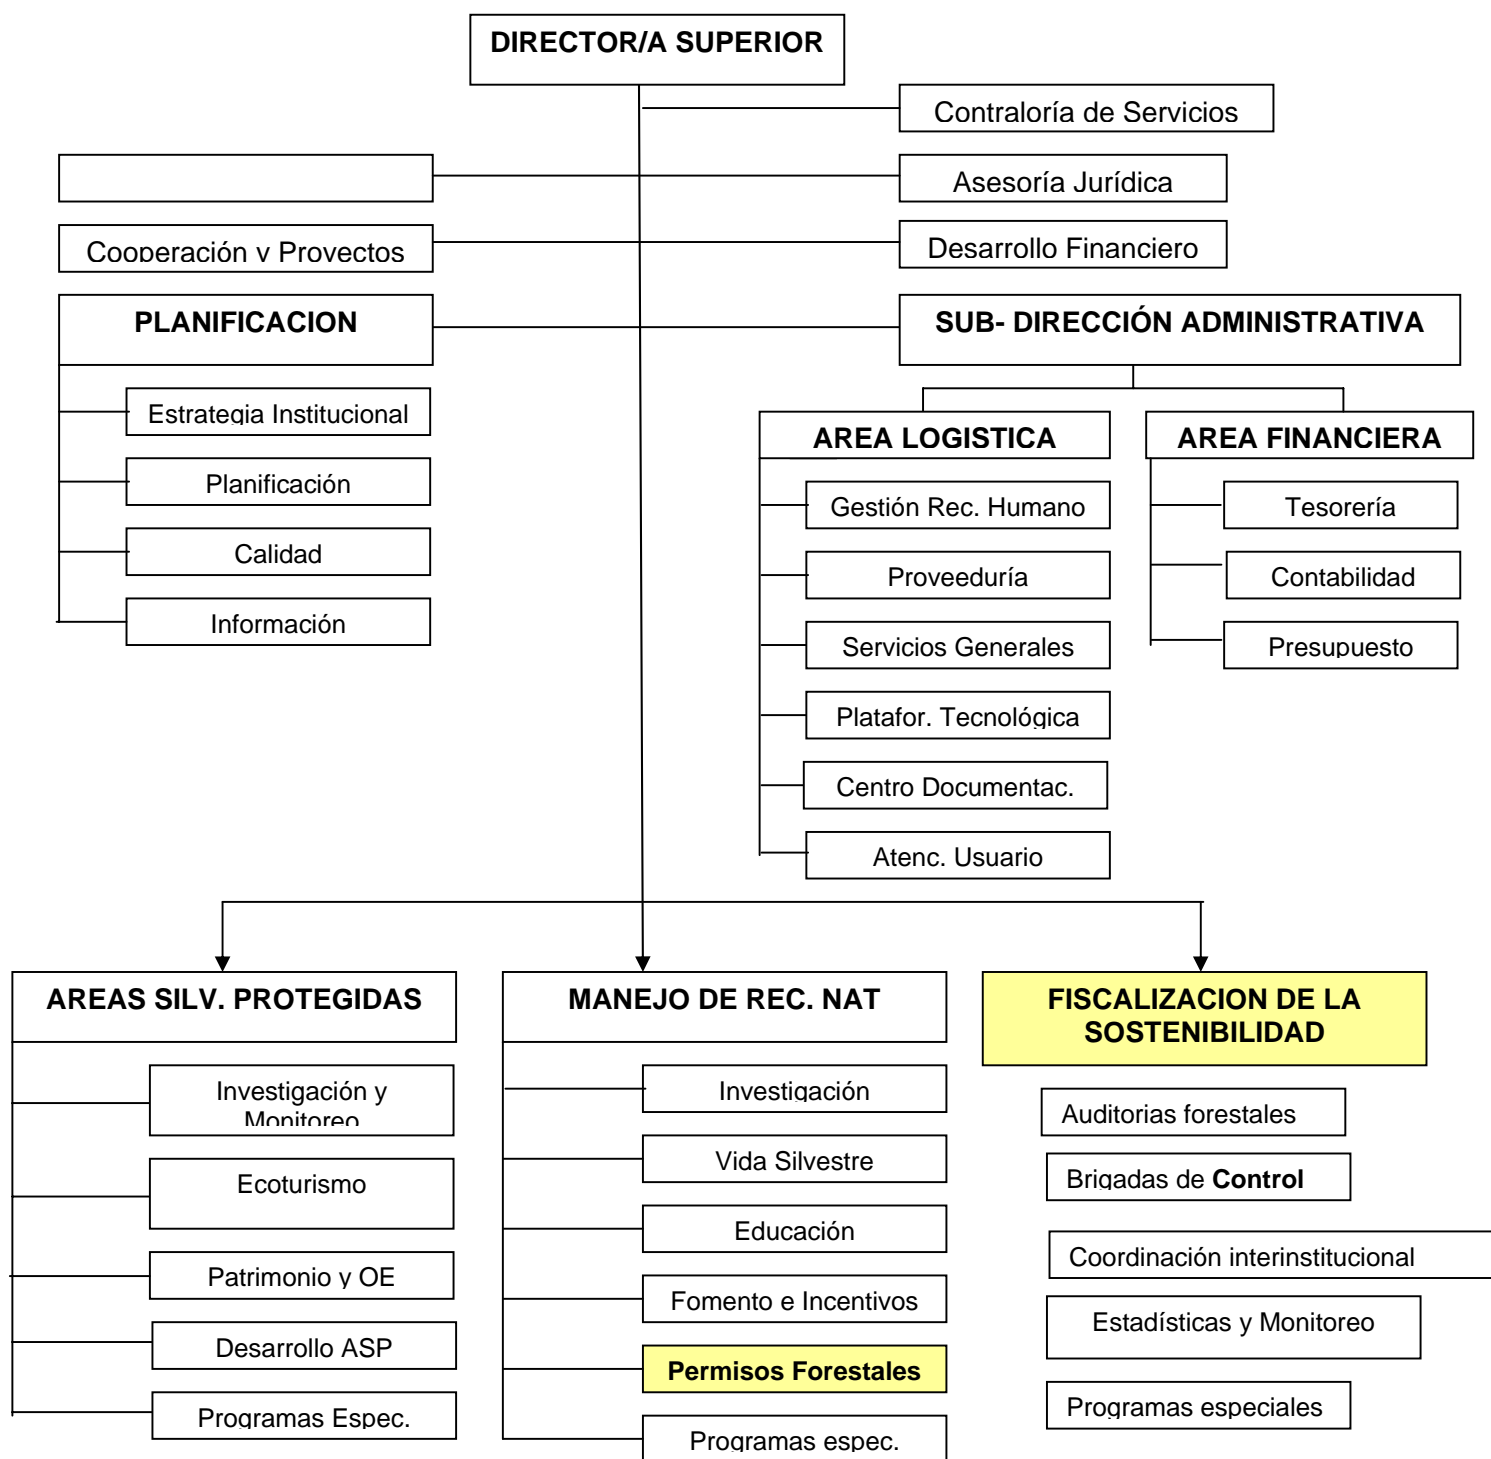 DIRECTOR/A SUPERIOR
Contraloría de Servicios
Asesoría Jurídica
Cooperación y Proyectos
Desarrollo Financiero
PLANIFICACION
SUB- DIRECCIÓN ADMINISTRATIVA
Estrategia Institucional
Planificación
Calidad
Información
AREA LOGISTICA
Gestión Rec. Humano
Proveeduría
Servicios Generales
Platafor. Tecnológica
Centro Documentac.
Atenc. Usuario
AREA FINANCIERA
Tesorería
Contabilidad
Presupuesto
AREAS SILV. PROTEGIDAS
Investigación y
Monitoreo
Ecoturismo
Patrimonio y OE
Desarrollo ASP
Programas Espec.
MANEJO DE REC. NAT
Investigación
Vida Silvestre
Educación
Fomento e Incentivos
Permisos Forestales
Programas espec.
FISCALIZACION DE LA
SOSTENIBILIDAD
Auditorias forestales
Brigadas de Control
Coordinación interinstitucional
Estadísticas y Monitoreo
Programas especiales